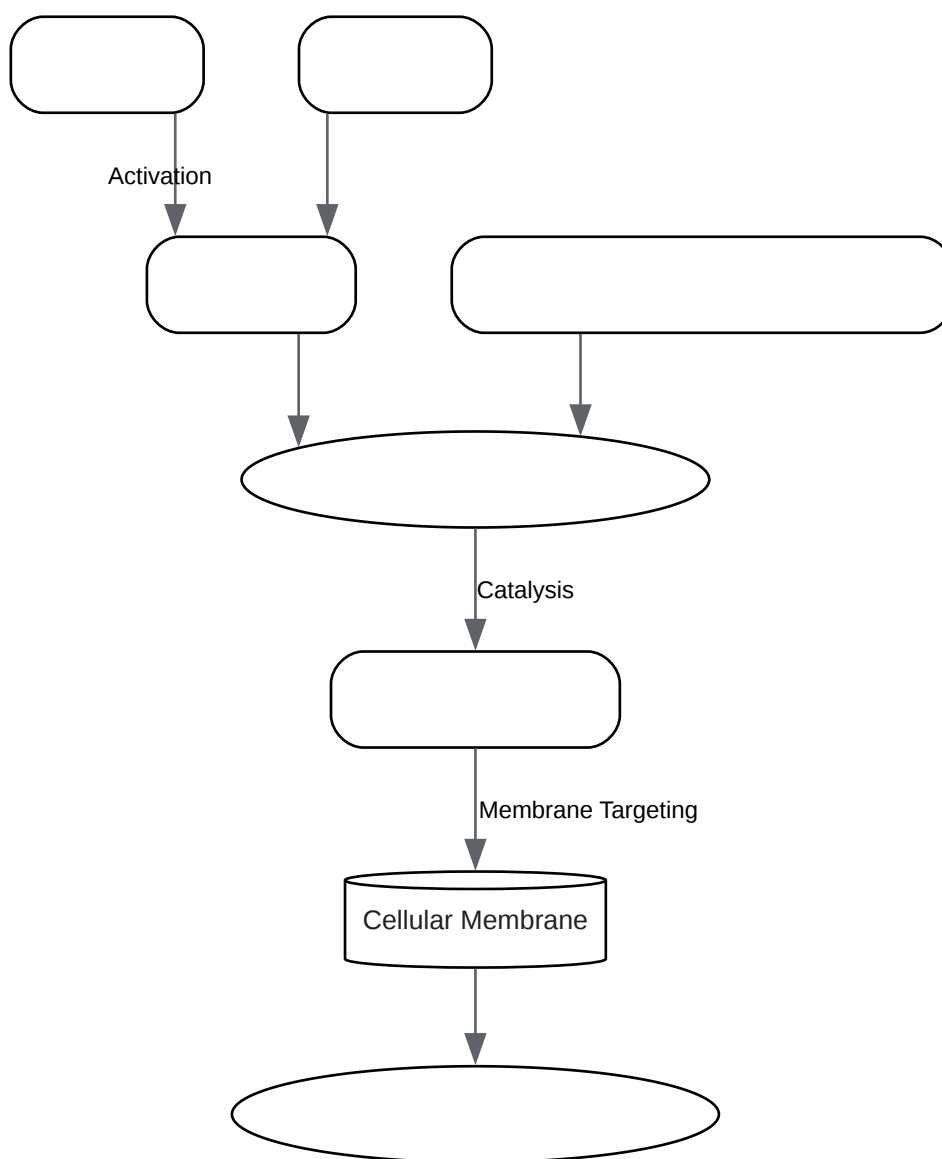 Activation
Catalysis
Membrane Targeting
Cellular Membrane